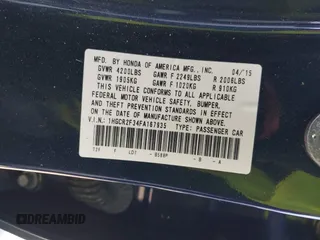 MFD. BY HONDA OF AMERICA MFG., INC. 04/15
GVWR 4200LBS GAWR F 2249LBS R 2006LBS
GVWR 1905KG GAWR F 1020KG R 910KG
THIS VEHICLE CONFORMS TO ALL APPLICABLE
FEDERAL MOTOR VEHICLE SAFETY, BUMPER,
AND THEFT PREVENTION STANDARDS IN EFFECT
ON THE DATE OF MANUFACTURE SHOWN ABOVE.
V.I.N.: 1HGCR2F34FA167935 TYPE: PASSENGER CAR
DREAMBID